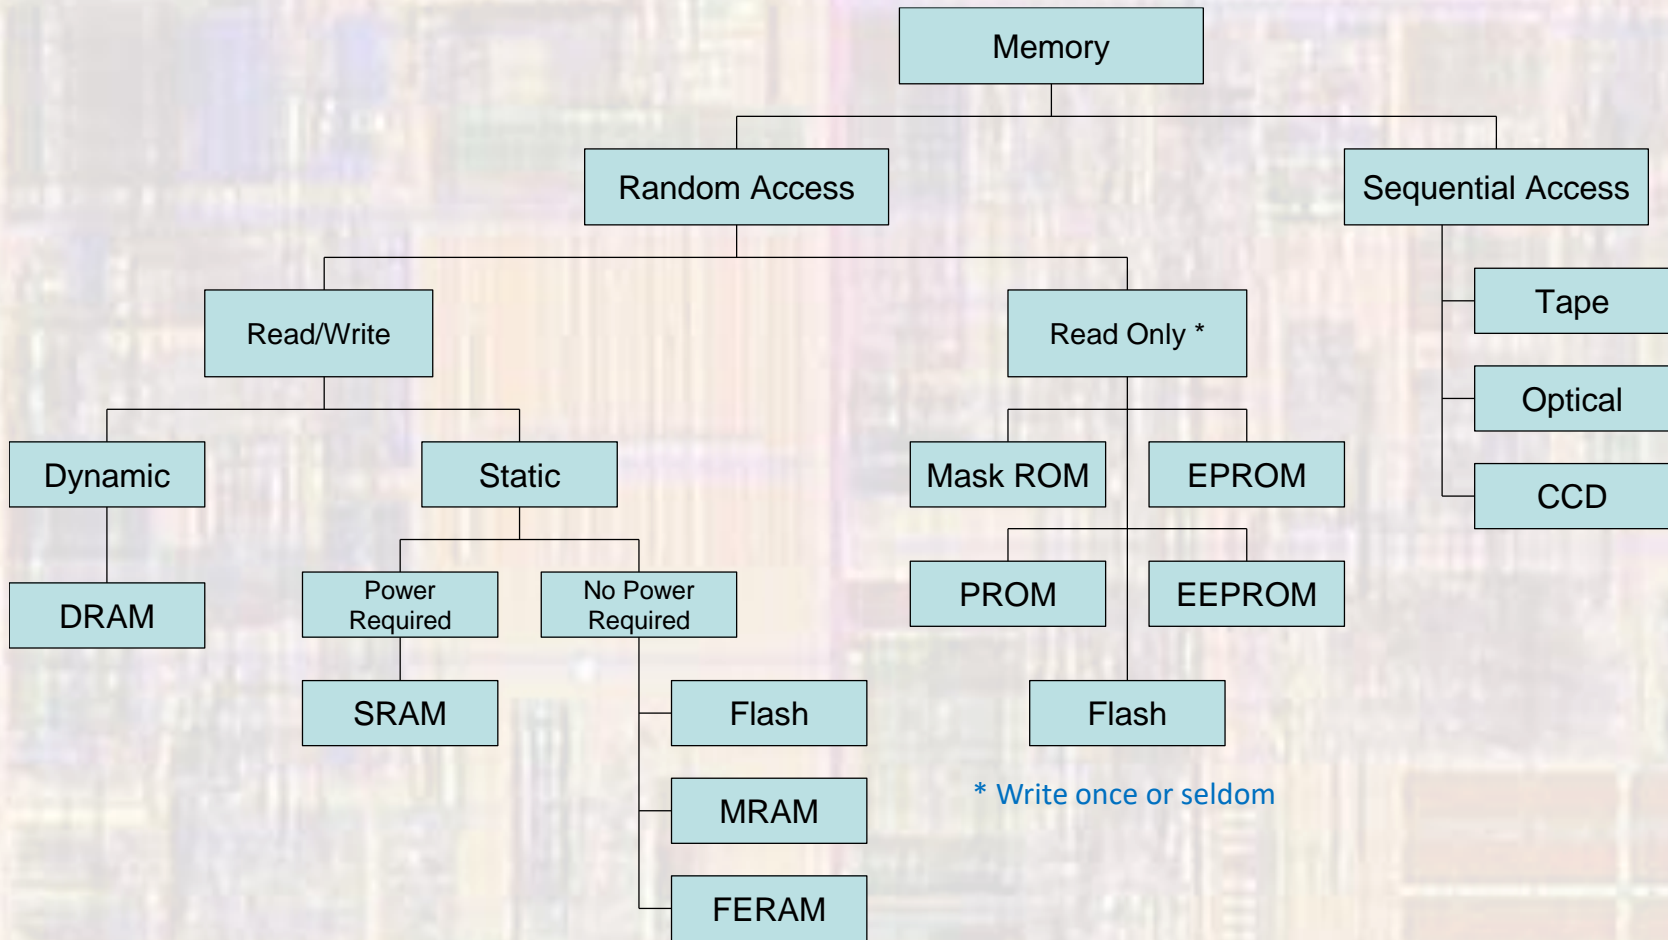 Memory
Random Access
Sequential Access
Tape
Read/Write
Read Only *
Optical
Dynamic
Static
Mask ROM
EPROM
CCD
DRAM
Power
Required
No Power
Required
PROM
EEPROM
SRAM
Flash
Flash
MRAM
* Write once or seldom
FERAM